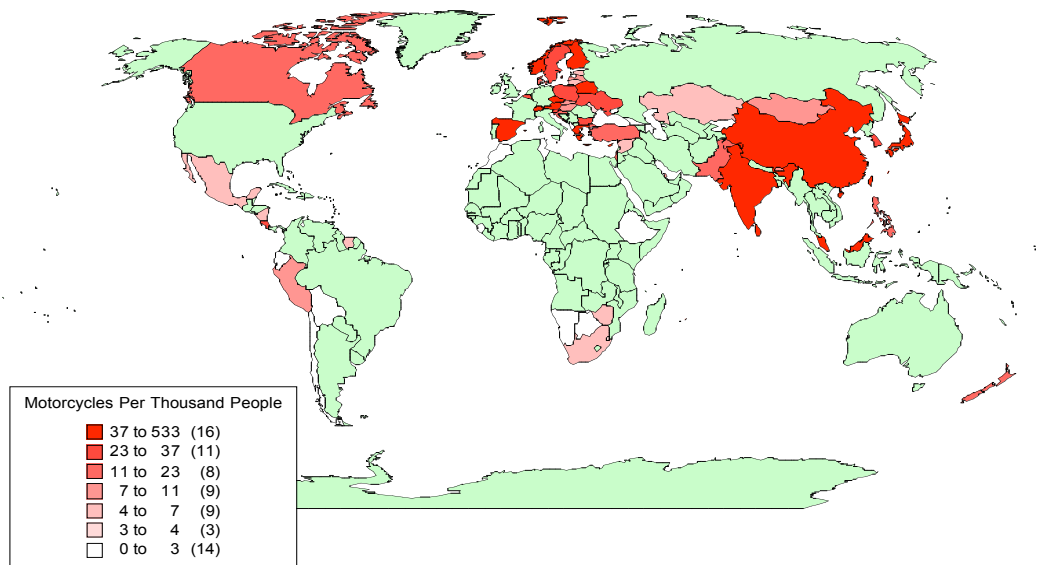 Motorcycles Per Thousand People
37 to 533 (16)
23 to 37 (11)
11 to 23 (8)
7 to 11 (9)
4 to 7 (9)
3 to 4 (3)
0 to 3 (14)